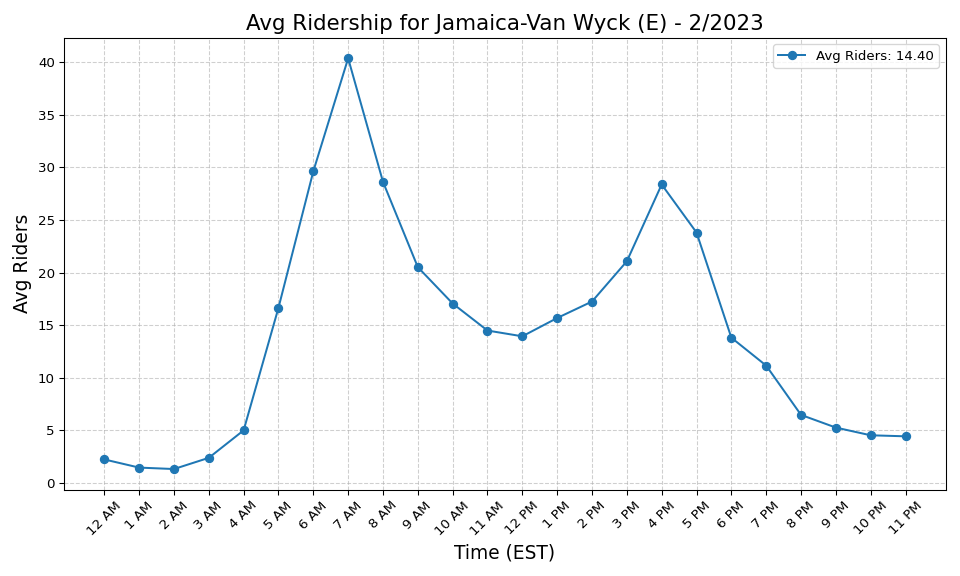 Avg Ridership for Jamaica-Van Wyck (E) - 2/2023
Avg Riders: 14.40
Avg Riders
40
35
30
25
20
15
10
5
0
12 AM
1 AM
2 AM
3 AM
4 AM
5 AM
6 AM
7 AM
8 AM
9 AM
10 AM
11 AM
12 PM
1 PM
2 PM
3 PM
4 PM
5 PM
6 PM
7 PM
8 PM
9 PM
10 PM
11 PM
Time (EST)